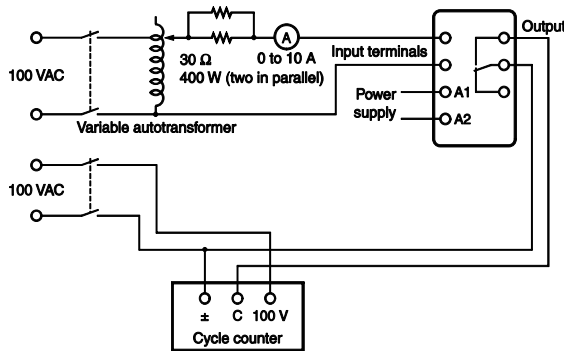 Output
100 VAC
30 Ω
400 W (two in parallel)
A
0 to 10 A
Input terminals
Variable autotransformer
Power
supply
A1
A2
100 VAC
±
C
100 V
Cycle counter